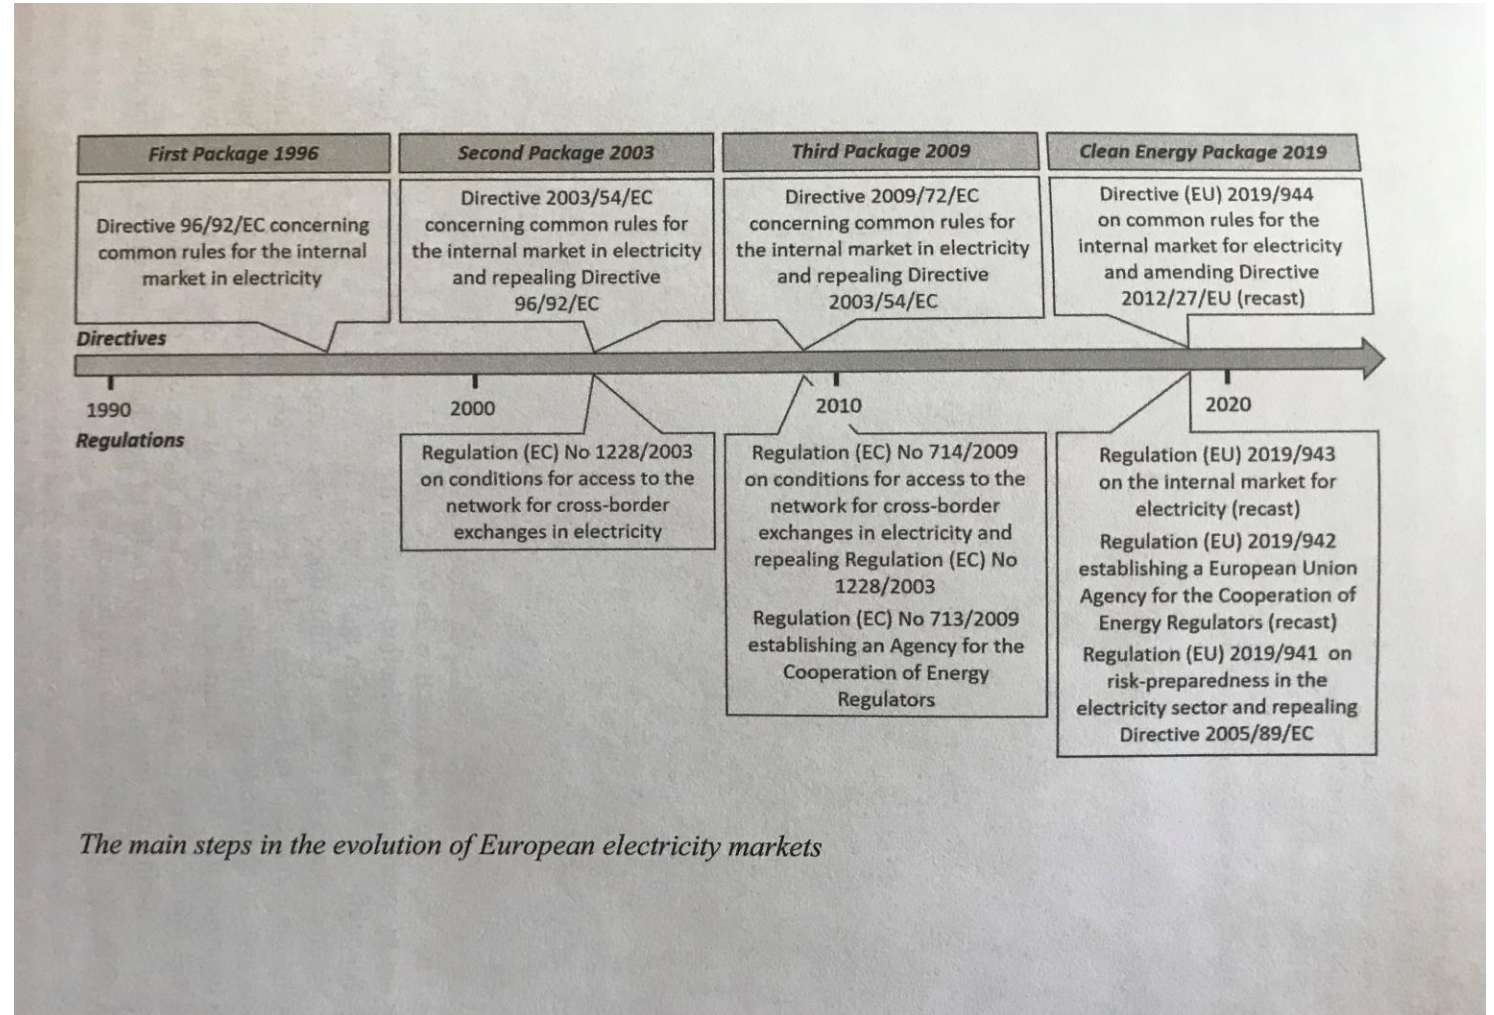 First Package 1996
Directive 96/92/EC concerning
common rules for the internal
market in electricity
Second Package 2003
Directive 2003/54/EC
concerning common rules for
the internal market in electricity
and repealing Directive
96/92/EC
Third Package 2009
Directive 2009/72/EC
concerning common rules for
the internal market in electricity
and repealing Directive
2003/54/EC
Clean Energy Package 2019
Directive (EU) 2019/944
on common rules for the
internal market for electricity
and amending Directive
2012/27/EU (recast)
Directives
1990
2000
2010
2020
Regulations
Regulation (EC) No 1228/2003
on conditions for access to the
network for cross-border
exchanges in electricity
Regulation (EC) No 714/2009
on conditions for access to the
network for cross-border
exchanges in electricity and
repealing Regulation (EC) No
1228/2003
Regulation (EC) No 713/2009
establishing an Agency for the
Cooperation of Energy
Regulators
Regulation (EU) 2019/943
on the internal market for
electricity (recast)
Regulation (EU) 2019/942
establishing a European Union
Agency for the Cooperation of
Energy Regulators (recast)
Regulation (EU) 2019/941 on
risk-preparedness in the
electricity sector and repealing
Directive 2005/89/EC
The main steps in the evolution of European electricity markets